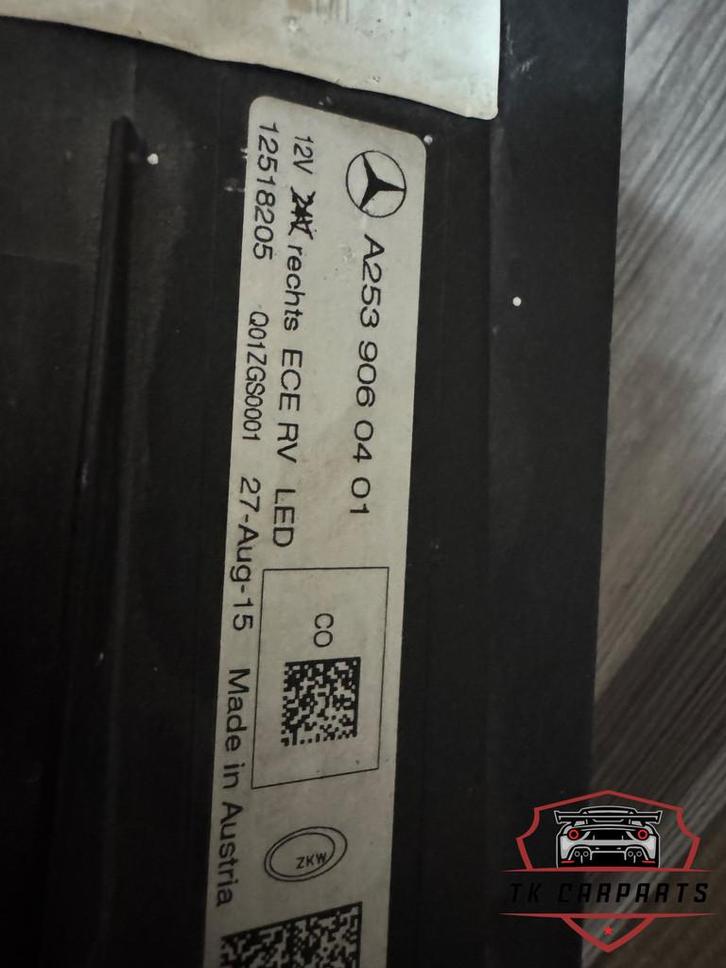 A253 906 04 01
12V 24V rechts ECE RV LED
12518205 Q01ZGS0001 27-Aug-15 Made in Austria
CO
ZKW
TK CARPARTS